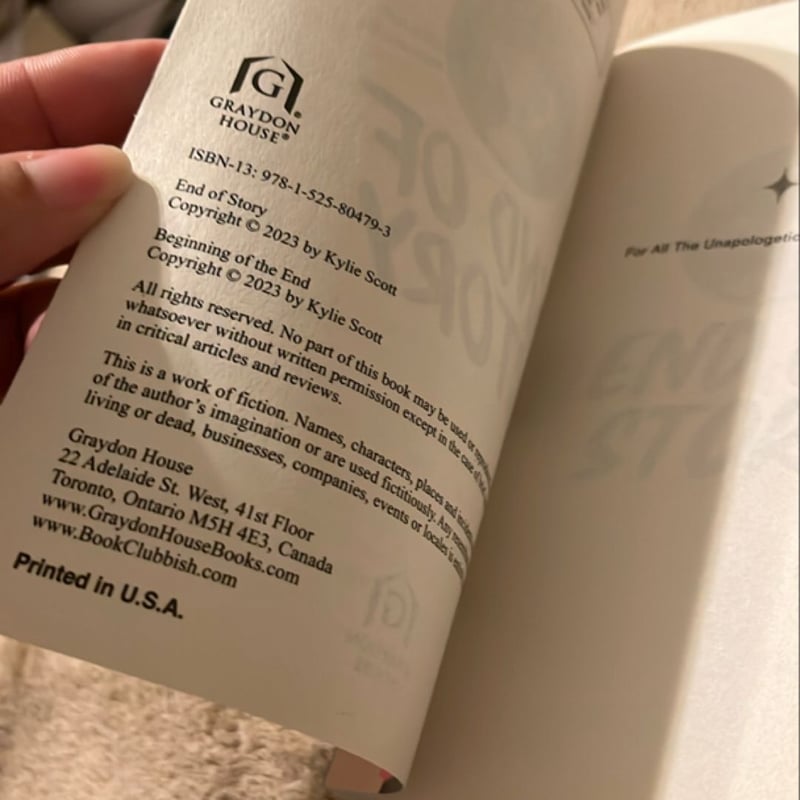 G
GRAYDON
HOUSE®
ISBN-13: 978-1-525-80479-3
End of Story
Copyright © 2023 by Kylie Scott
Beginning of the End
Copyright © 2023 by Kylie Scott
All rights reserved. No part of this book may be used or
whatsoever without written permission except in the case of
in critical articles and reviews.
This is a work of fiction. Names, characters, places and
of the author's imagination or are used fictitiously. Any
living or dead, businesses, companies, events or locales is
Graydon House
22 Adelaide St. West, 41st Floor
Toronto, Ontario M5H 4E3, Canada
www.GraydonHouseBooks.com
www.BookClubbish.com
Printed in U.S.A.
For All The Unapologetic